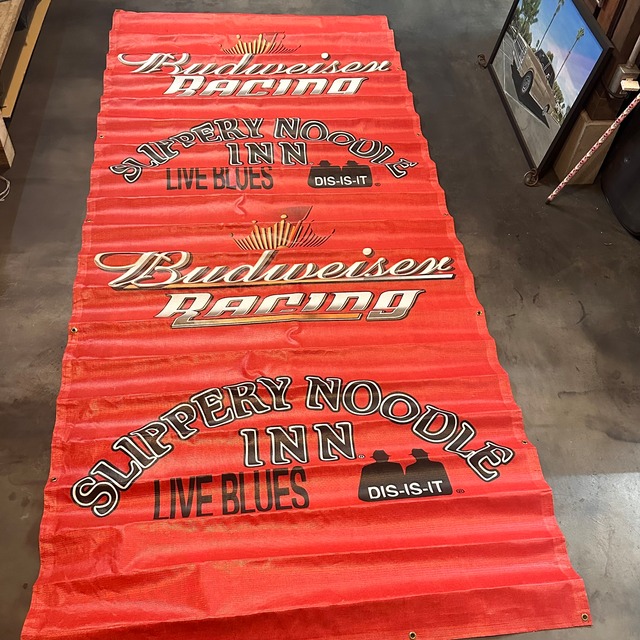 Budweiser
RACING
SLIPPERY NOODLE
INN
LIVE BLUES DIS-IS-IT
Budweiser
RACING
SLIPPERY NOODLE
INN®
LIVE BLUES DIS-IS-IT ®